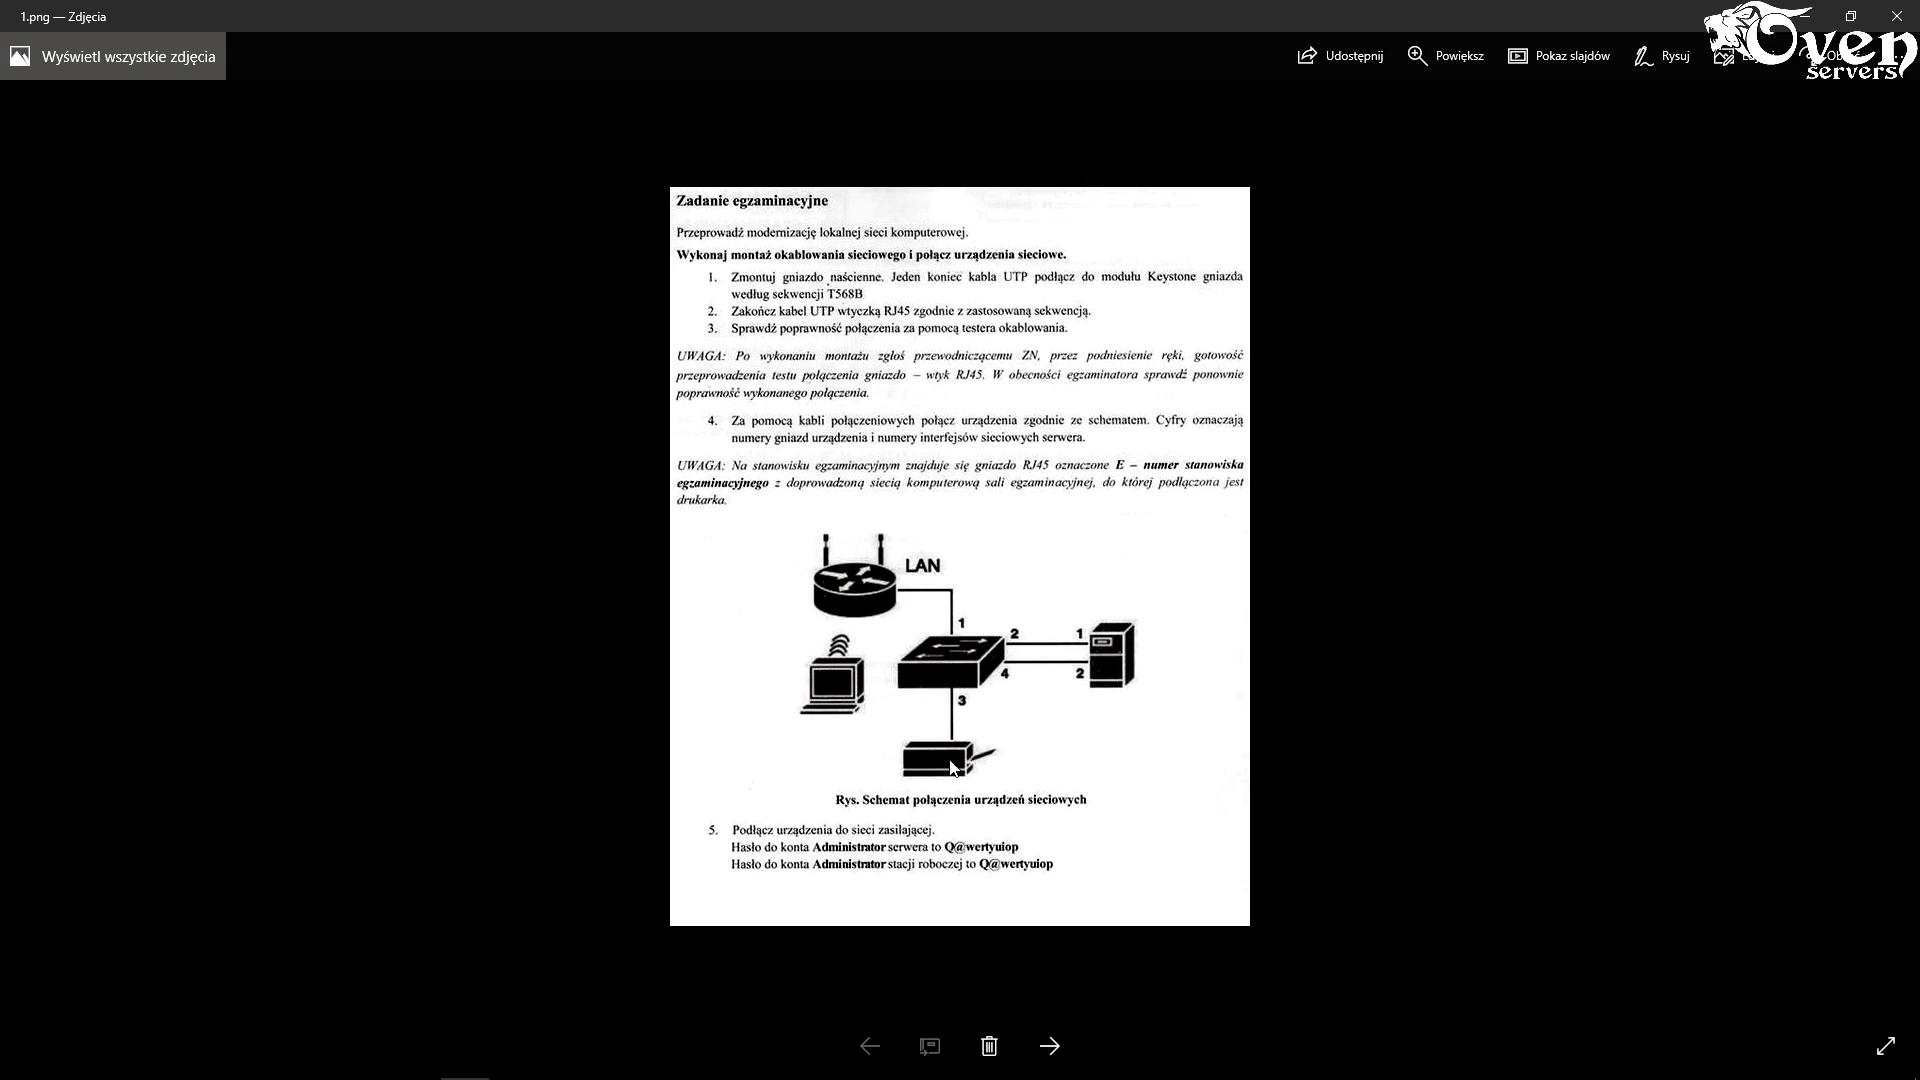 1.png — Zdjęcia
Wyświetl wszystkie zdjęcia
Udostępnij
Powiększ
Pokaz slajdów
Rysuj
Oven
servers
Zadanie egzaminacyjne
Przeprowadź modernizację lokalnej sieci komputerowej.
Wykonaj montaż okablowania sieciowego i połącz urządzenia sieciowe.
1. Zmontuj gniazdo naścienne. Jeden koniec kabla UTP podłącz do modułu Keystone gniazda
według sekwencji T568B
2. Zakończ kabel UTP wtyczką RJ45 zgodnie z zastosowaną sekwencją.
3. Sprawdź poprawność połączenia za pomocą testera okablowania.
UWAGA: Po wykonaniu montażu zgłoś przewodniczącemu ZN, przez podniesienie ręki, gotowość
przeprowadzenia testu połączenia gniazdo – wtyk RJ45. W obecności egzaminatora sprawdź ponownie
poprawność wykonanego połączenia.
4. Za pomocą kabli połączeniowych połącz urządzenia zgodnie ze schematem. Cyfry oznaczają
numery gniazd urządzenia i numery interfejsów sieciowych serwera.
UWAGA: Na stanowisku egzaminacyjnym znajduje się gniazdo RJ45 oznaczone E – numer stanowiska
egzaminacyjnego z doprowadzoną siecią komputerową sali egzaminacyjnej, do której podłączona jest
drukarka.
LAN
1
2
1
4
2
3
Rys. Schemat połączenia urządzeń sieciowych
5. Podłącz urządzenia do sieci zasilającej.
Hasło do konta Administrator serwera to Q@wertyuiop
Hasło do konta Administrator stacji roboczej to Q@wertyuiop